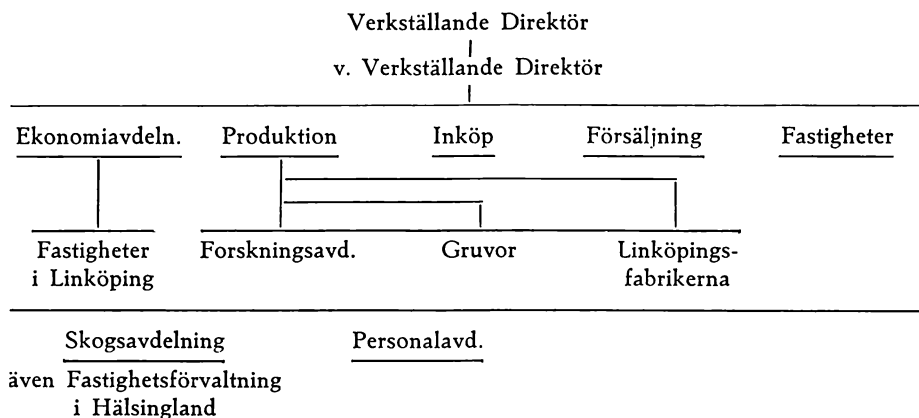 Verkställande Direktör
v. Verkställande Direktör
Ekonomiavdeln. Produktion Inköp Försäljning Fastigheter
Fastigheter Forskningsavd. Gruvor Linköpings-
i Linköping fabrikerna
Skogsavdelning Personalavd.
även Fastighetsförvaltning
i Hälsingland